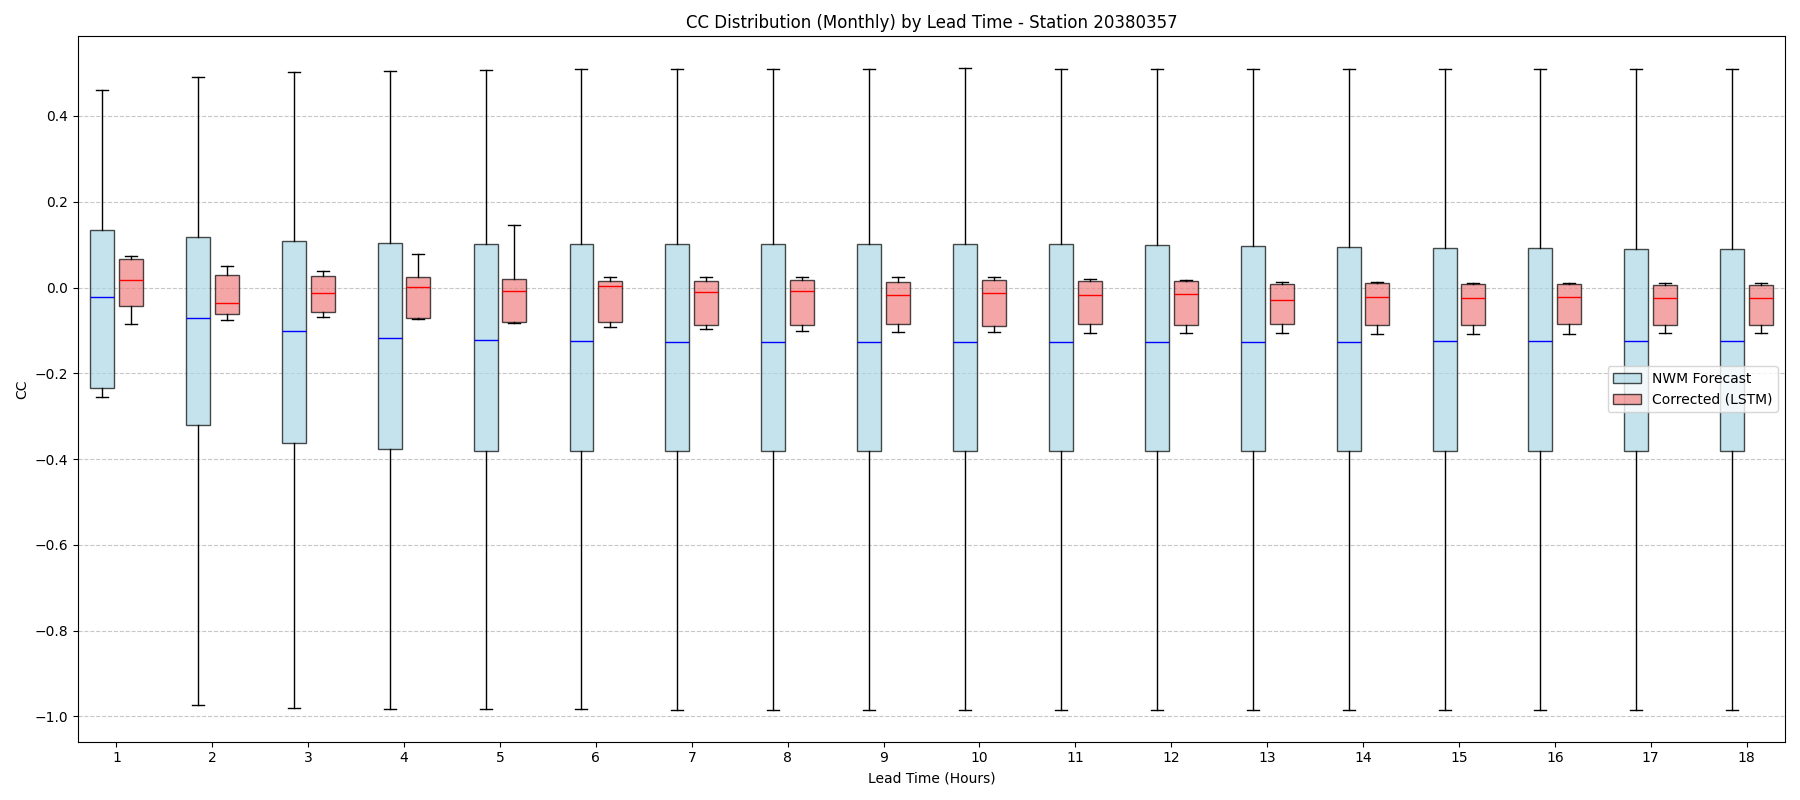 CC Distribution (Monthly) by Lead Time - Station 20380357
CC
0.4
0.2
0.0
−0.2
−0.4
−0.6
−0.8
−1.0
NWM Forecast
Corrected (LSTM)
1 2 3 4 5 6 7 8 9 10 11 12 13 14 15 16 17 18
Lead Time (Hours)